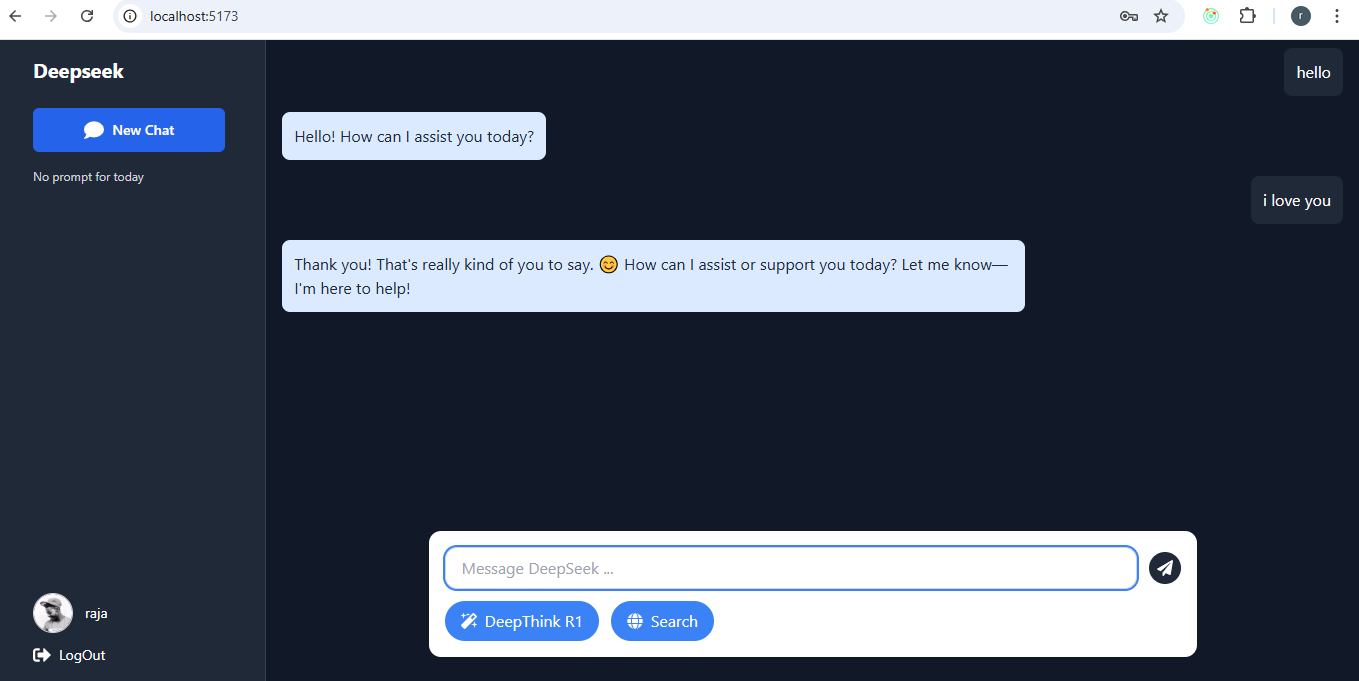 localhost:5173
r
Deepseek
New Chat
No prompt for today
hello
Hello! How can I assist you today?
i love you
Thank you! That's really kind of you to say. 😊 How can I assist or support you today? Let me know—
I'm here to help!
Message DeepSeek ...
DeepThink R1
Search
raja
LogOut